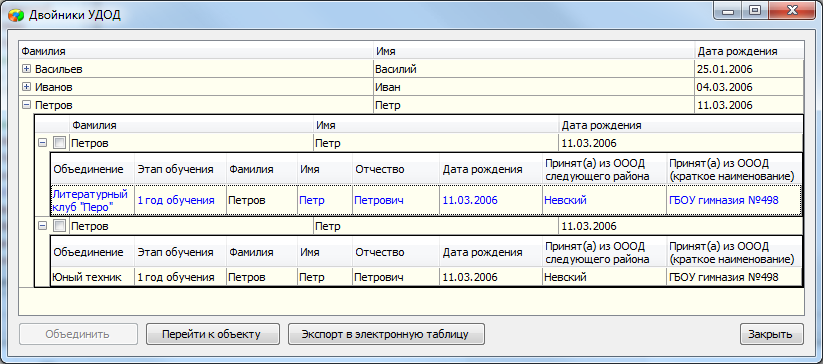 Двойники УДОД
Фамилия Имя Дата рождения
Васильев Василий 25.01.2006
Иванов Иван 04.03.2006
Петров Петр 11.03.2006
Фамилия Имя Дата рождения
Петров Петр 11.03.2006
Объединение Этап обучения Фамилия Имя Отчество Дата рождения Принят(а) из ОООД следующего района Принят(а) из ОООД (краткое наименование)
Литературный клуб "Перо" 1 год обучения Петров Петр Петрович 11.03.2006 Невский ГБОУ гимназия №498
Петров Петр 11.03.2006
Объединение Этап обучения Фамилия Имя Отчество Дата рождения Принят(а) из ОООД следующего района Принят(а) из ОООД (краткое наименование)
Юный техник 1 год обучения Петров Петр Петрович 11.03.2006 Невский ГБОУ гимназия №498
Объединить Перейти к объекту Экспорт в электронную таблицу Закрыть